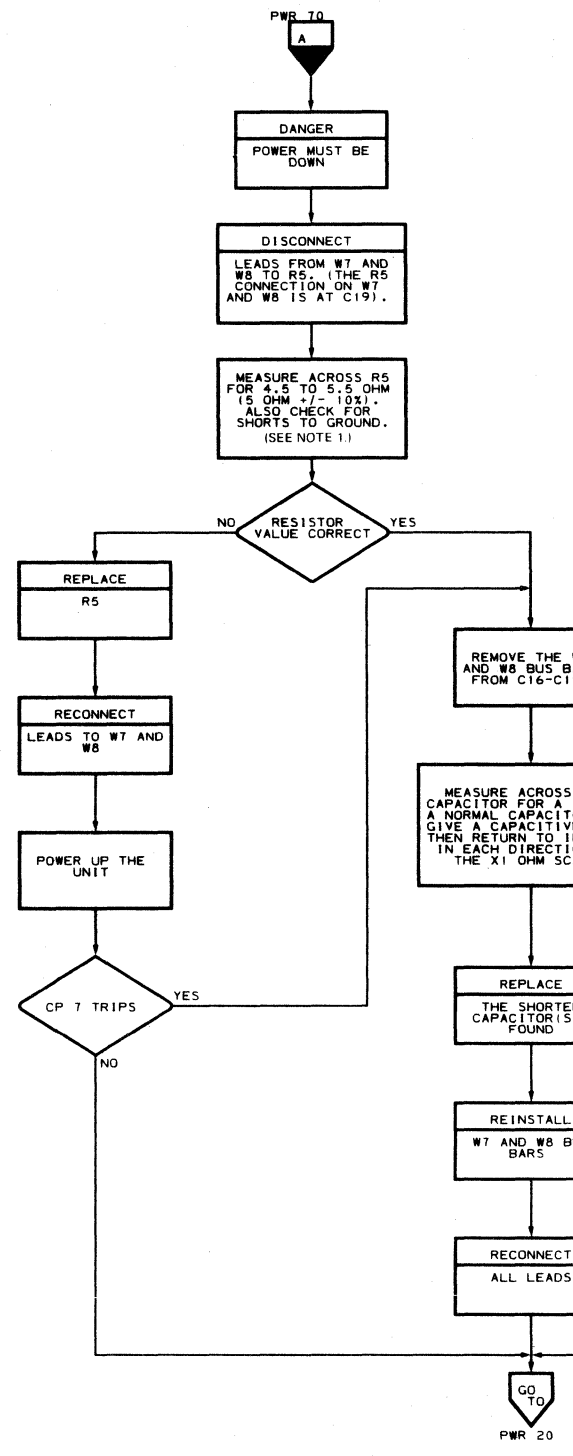 PWR 70
A
DANGER
POWER MUST BE
DOWN
DISCONNECT
LEADS FROM W7 AND
W8 TO R5. (THE R5
CONNECTION ON W7
AND W8 IS AT C19).
MEASURE ACROSS R5
FOR 4.5 TO 5.5 OHM
(5 OHM +/- 10%).
ALSO CHECK FOR
SHORTS TO GROUND.
(SEE NOTE 1.)
NO
RESISTOR
VALUE CORRECT
YES
REPLACE
R5
RECONNECT
LEADS TO W7 AND
W8
POWER UP THE
UNIT
CP 7 TRIPS
YES
NO
REMOVE THE
AND W8 BUS B
FROM C16-C1
MEASURE ACROSS
CAPACITOR FOR A
A NORMAL CAPACIT
GIVE A CAPACITIV
THEN RETURN TO I
IN EACH DIRECTI
THE X1 OHM SC
REPLACE
THE SHORTE
CAPACITOR(S
FOUND
REINSTALL
W7 AND W8 B
BARS
RECONNECT
ALL LEADS
GO
TO
PWR 20